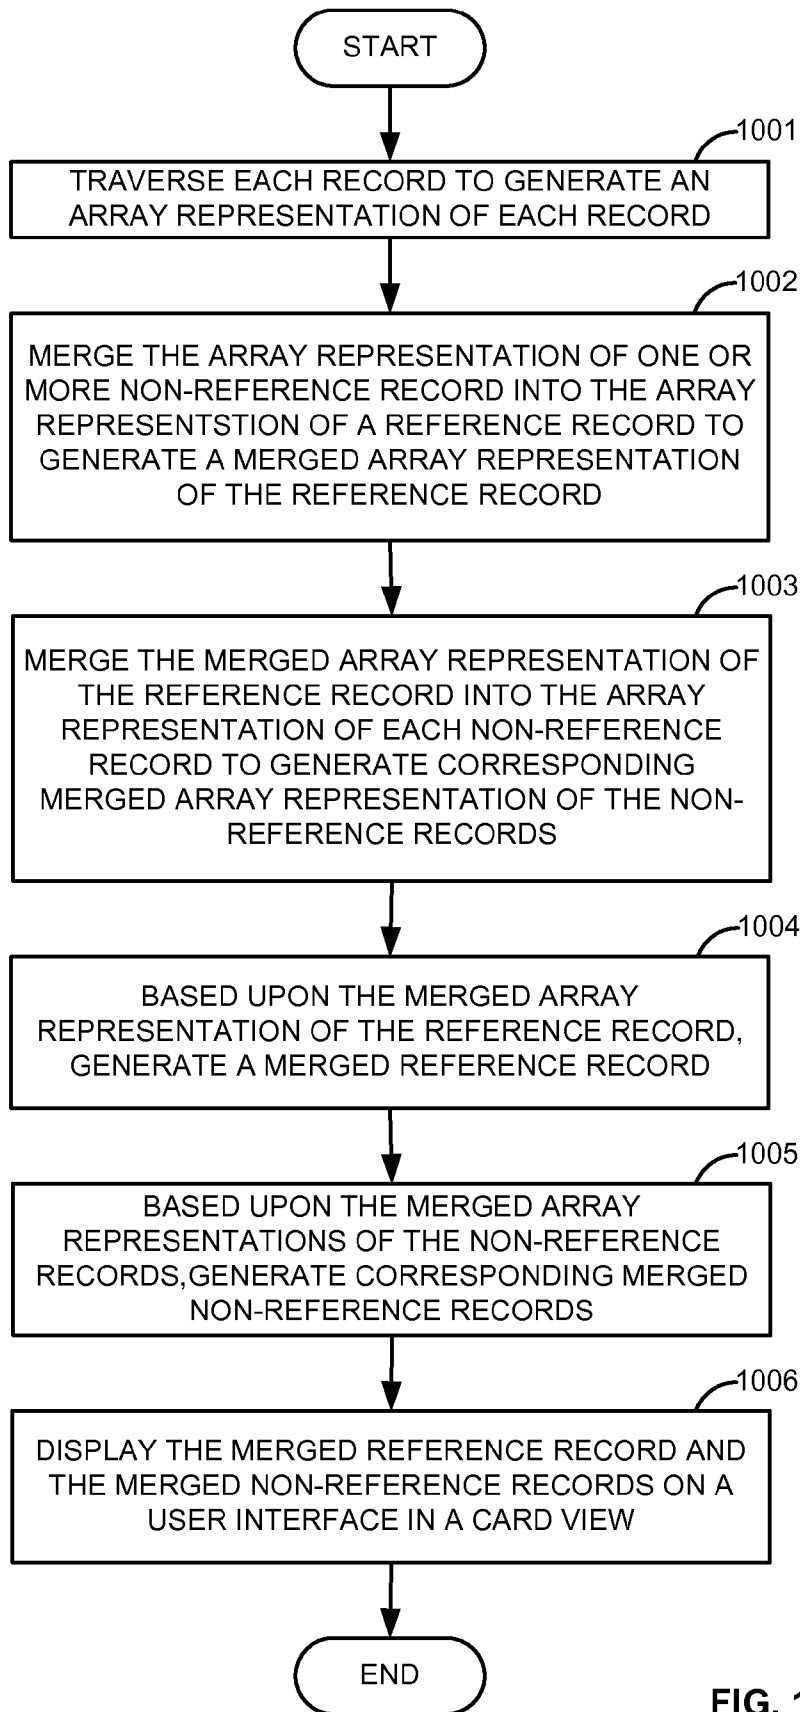 START
1001
TRAVERSE EACH RECORD TO GENERATE AN
ARRAY REPRESENTATION OF EACH RECORD
1002
MERGE THE ARRAY REPRESENTATION OF ONE OR
MORE NON-REFERENCE RECORD INTO THE ARRAY
REPRESENTSTION OF A REFERENCE RECORD TO
GENERATE A MERGED ARRAY REPRESENTATION
OF THE REFERENCE RECORD
1003
MERGE THE MERGED ARRAY REPRESENTATION OF
THE REFERENCE RECORD INTO THE ARRAY
REPRESENTATION OF EACH NON-REFERENCE
RECORD TO GENERATE CORRESPONDING
MERGED ARRAY REPRESENTATION OF THE NON-
REFERENCE RECORDS
1004
BASED UPON THE MERGED ARRAY
REPRESENTATION OF THE REFERENCE RECORD,
GENERATE A MERGED REFERENCE RECORD
1005
BASED UPON THE MERGED ARRAY
REPRESENTATIONS OF THE NON-REFERENCE
RECORDS,GENERATE CORRESPONDING MERGED
NON-REFERENCE RECORDS
1006
DISPLAY THE MERGED REFERENCE RECORD AND
THE MERGED NON-REFERENCE RECORDS ON A
USER INTERFACE IN A CARD VIEW
END
FIG.